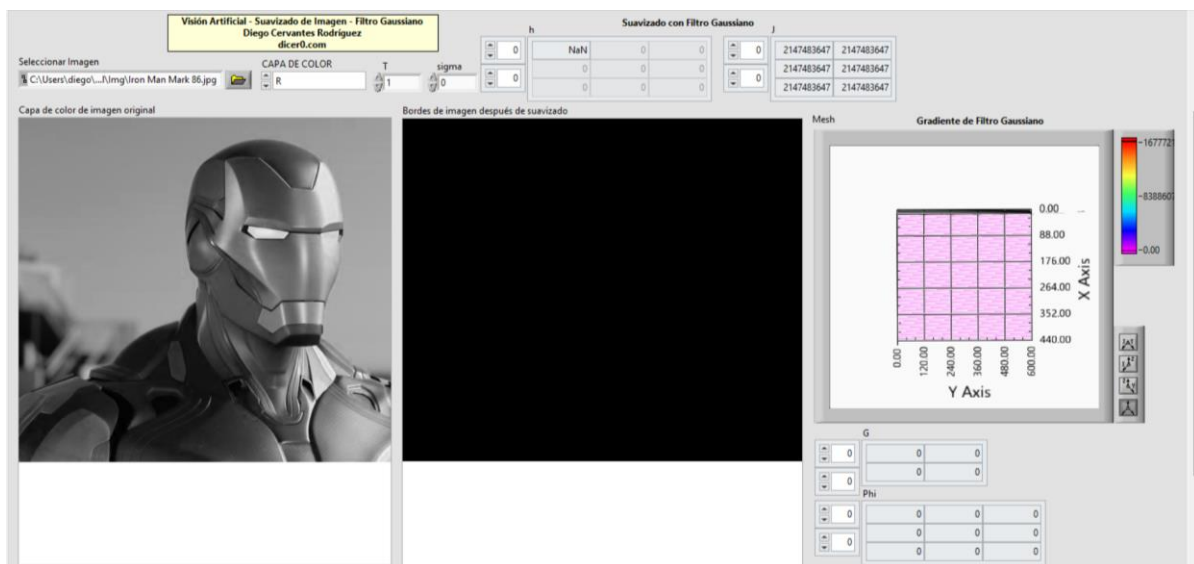 Visión Artificial - Suavizado de Imagen - Filtro Gaussiano
Diego Cervantes Rodríguez
dicer0.com
Seleccionar Imagen
C:\Users\diego\...I\Img\Iron Man Mark 86.jpg
CAPA DE COLOR
R
T
1
sigma
0
Suavizado con Filtro Gaussiano
h
0
0
NaN 0 0
0 0 0
0 0 0
J
0
0
2147483647 2147483647
2147483647 2147483647
2147483647 2147483647
Capa de color de imagen original
Bordes de imagen después de suavizado
Mesh
Gradiente de Filtro Gaussiano
0.00
88.00
176.00
264.00
352.00
440.00
X Axis
0.00
120.00
240.00
360.00
480.00
600.00
Y Axis
-1677721
-8388607
-0.00
G
0
0
0 0
0 0
Phi
0
0
0 0 0
0 0 0
0 0 0